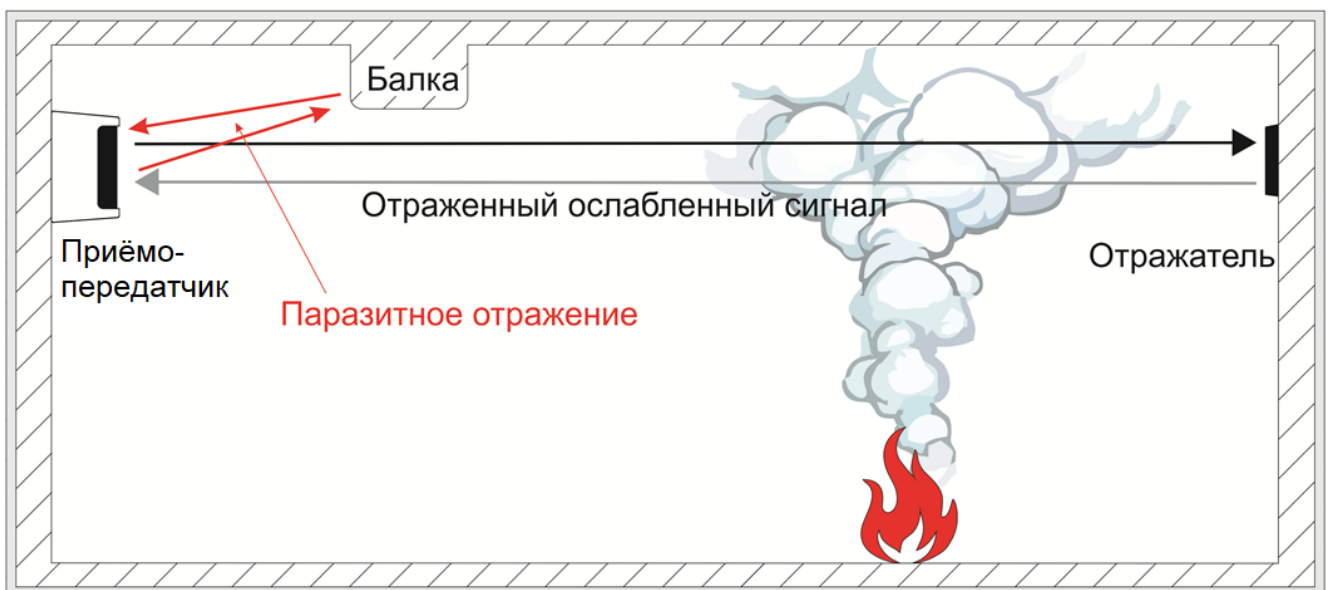 Балка
Отраженный ослабленный сигнал
Приёмо-
передатчик
Отражатель
Паразитное отражение